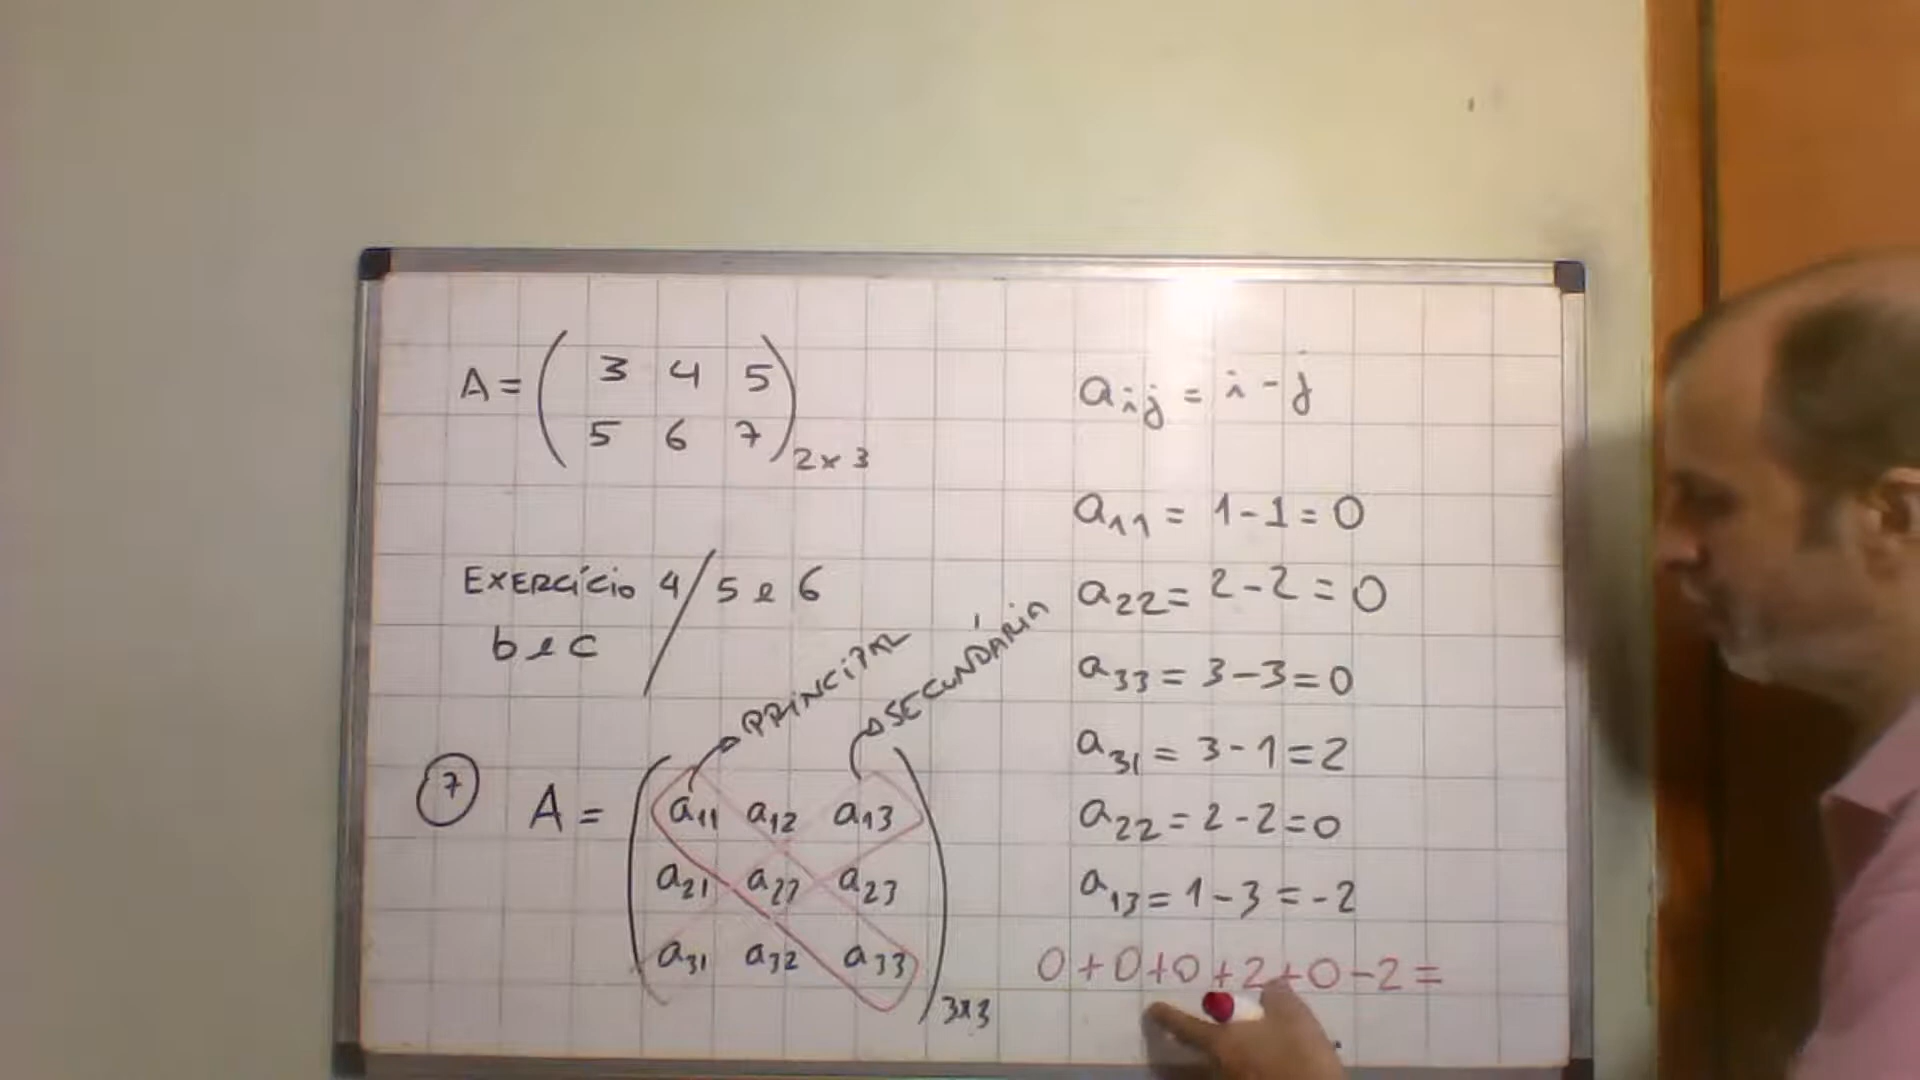 A = ( 3 4 5
5 6 7 ) 2x3
EXERCÍCIO 4 / 5 e 6
b e c
PRINCIPAL
SECUNDÁRIA
7 A = ( a11 a12 a13
a21 a22 a23
a31 a32 a33 ) 3x3
aij = i - j
a11 = 1 - 1 = 0
a22 = 2 - 2 = 0
a33 = 3 - 3 = 0
a31 = 3 - 1 = 2
a22 = 2 - 2 = 0
a13 = 1 - 3 = -2
0 + 0 + 0 + 2 + 0 - 2 =